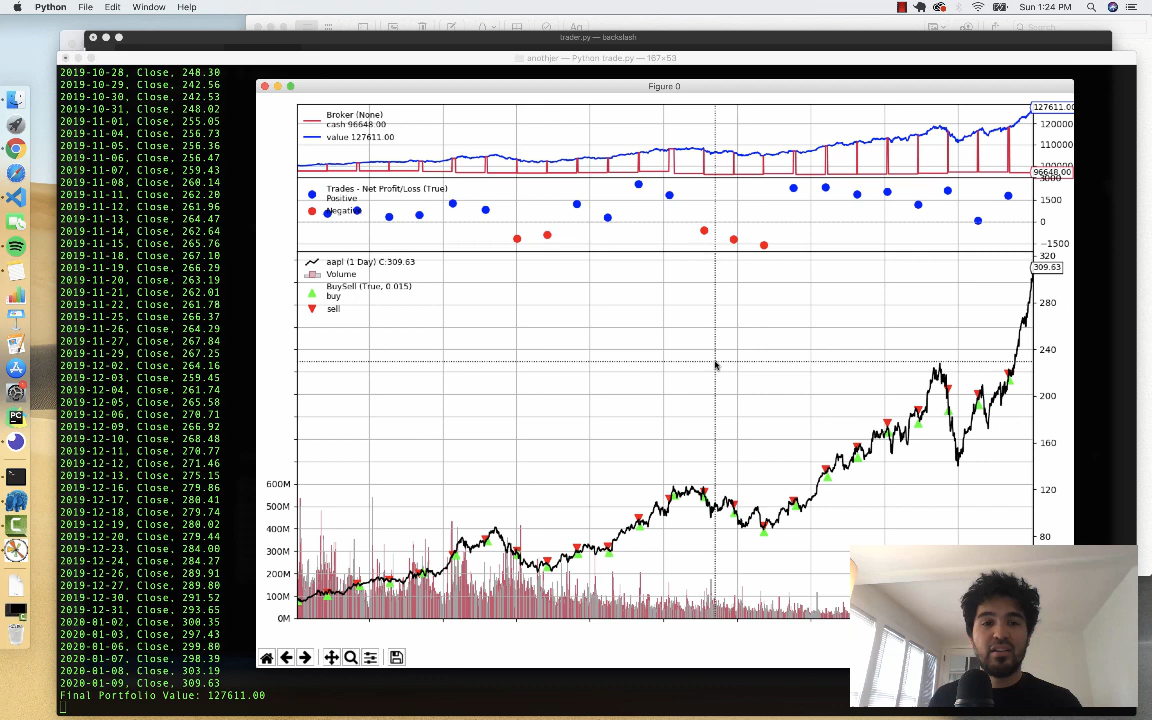 Python File Edit Window Help Sun 1:24 PM
trader.py — backslash
anothjer — Python trade.py — 167×53
Search
2019-10-28, Close, 248.30
2019-10-29, Close, 242.56
2019-10-30, Close, 242.53
2019-10-31, Close, 248.02
2019-11-01, Close, 255.05
2019-11-04, Close, 256.73
2019-11-05, Close, 256.36
2019-11-06, Close, 256.47
2019-11-07, Close, 259.43
2019-11-08, Close, 260.14
2019-11-11, Close, 262.20
2019-11-12, Close, 261.96
2019-11-13, Close, 264.47
2019-11-14, Close, 262.64
2019-11-15, Close, 265.76
2019-11-18, Close, 267.10
2019-11-19, Close, 266.29
2019-11-20, Close, 263.19
2019-11-21, Close, 262.01
2019-11-22, Close, 261.78
2019-11-25, Close, 266.37
2019-11-26, Close, 264.29
2019-11-27, Close, 267.84
2019-11-29, Close, 267.25
2019-12-02, Close, 264.16
2019-12-03, Close, 259.45
2019-12-04, Close, 261.74
2019-12-05, Close, 265.58
2019-12-06, Close, 270.71
2019-12-09, Close, 266.92
2019-12-10, Close, 268.48
2019-12-11, Close, 270.77
2019-12-12, Close, 271.46
2019-12-13, Close, 275.15
2019-12-16, Close, 279.86
2019-12-17, Close, 280.41
2019-12-18, Close, 279.74
2019-12-19, Close, 280.02
2019-12-20, Close, 279.44
2019-12-23, Close, 284.00
2019-12-24, Close, 284.27
2019-12-26, Close, 289.91
2019-12-27, Close, 289.80
2019-12-30, Close, 291.52
2019-12-31, Close, 293.65
2020-01-02, Close, 300.35
2020-01-03, Close, 297.43
2020-01-06, Close, 299.80
2020-01-07, Close, 298.39
2020-01-08, Close, 303.19
2020-01-09, Close, 309.63
Final Portfolio Value: 127611.00
Figure 0
Broker (None)
cash 96648.00
value 127611.00
127611.00
120000
110000
96648.00
Trades - Net Profit/Loss (True)
Positive
Negative
3000
1500
0
−1500
aapl (1 Day) C:309.63
Volume
BuySell (True, 0.015)
buy
sell
320
309.63
280
240
200
160
120
80
600M
500M
400M
300M
200M
100M
0M